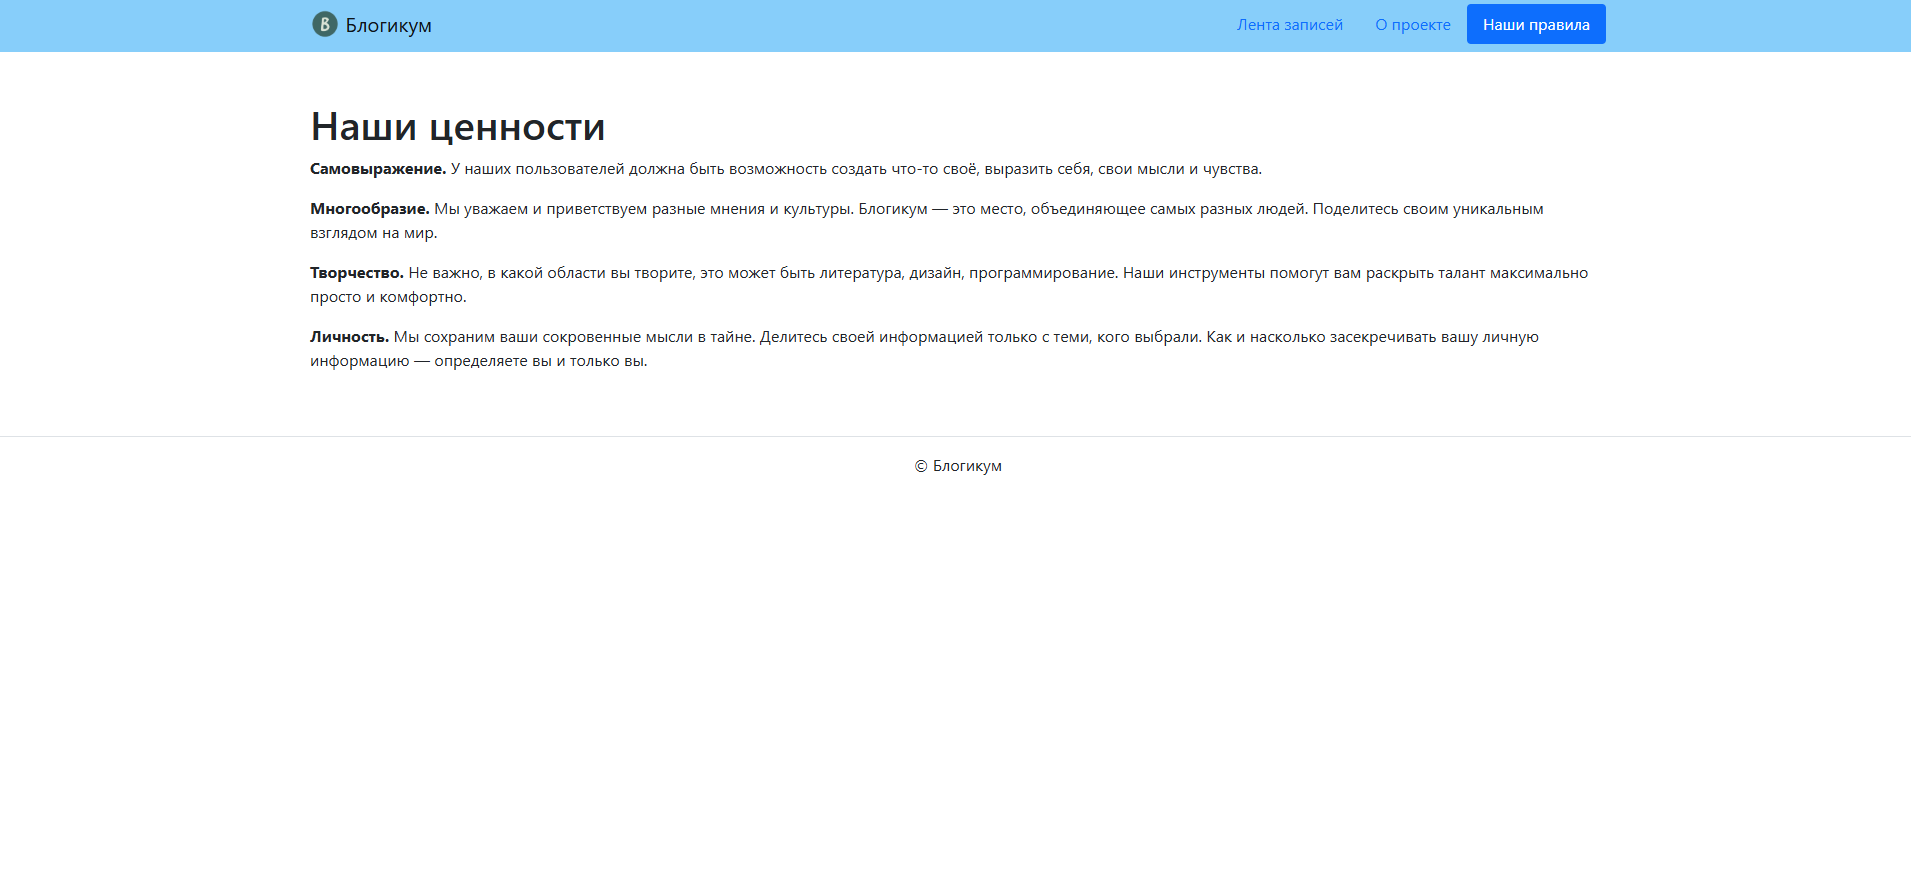 B Блогикум
Лента записей
О проекте
Наши правила
Наши ценности
Самовыражение. У наших пользователей должна быть возможность создать что-то своё, выразить себя, свои мысли и чувства.
Многообразие. Мы уважаем и приветствуем разные мнения и культуры. Блогикум — это место, объединяющее самых разных людей. Поделитесь своим уникальным
взглядом на мир.
Творчество. Не важно, в какой области вы творите, это может быть литература, дизайн, программирование. Наши инструменты помогут вам раскрыть талант максимально
просто и комфортно.
Личность. Мы сохраним ваши сокровенные мысли в тайне. Делитесь своей информацией только с теми, кого выбрали. Как и насколько засекречивать вашу личную
информацию — определяете вы и только вы.
© Блогикум